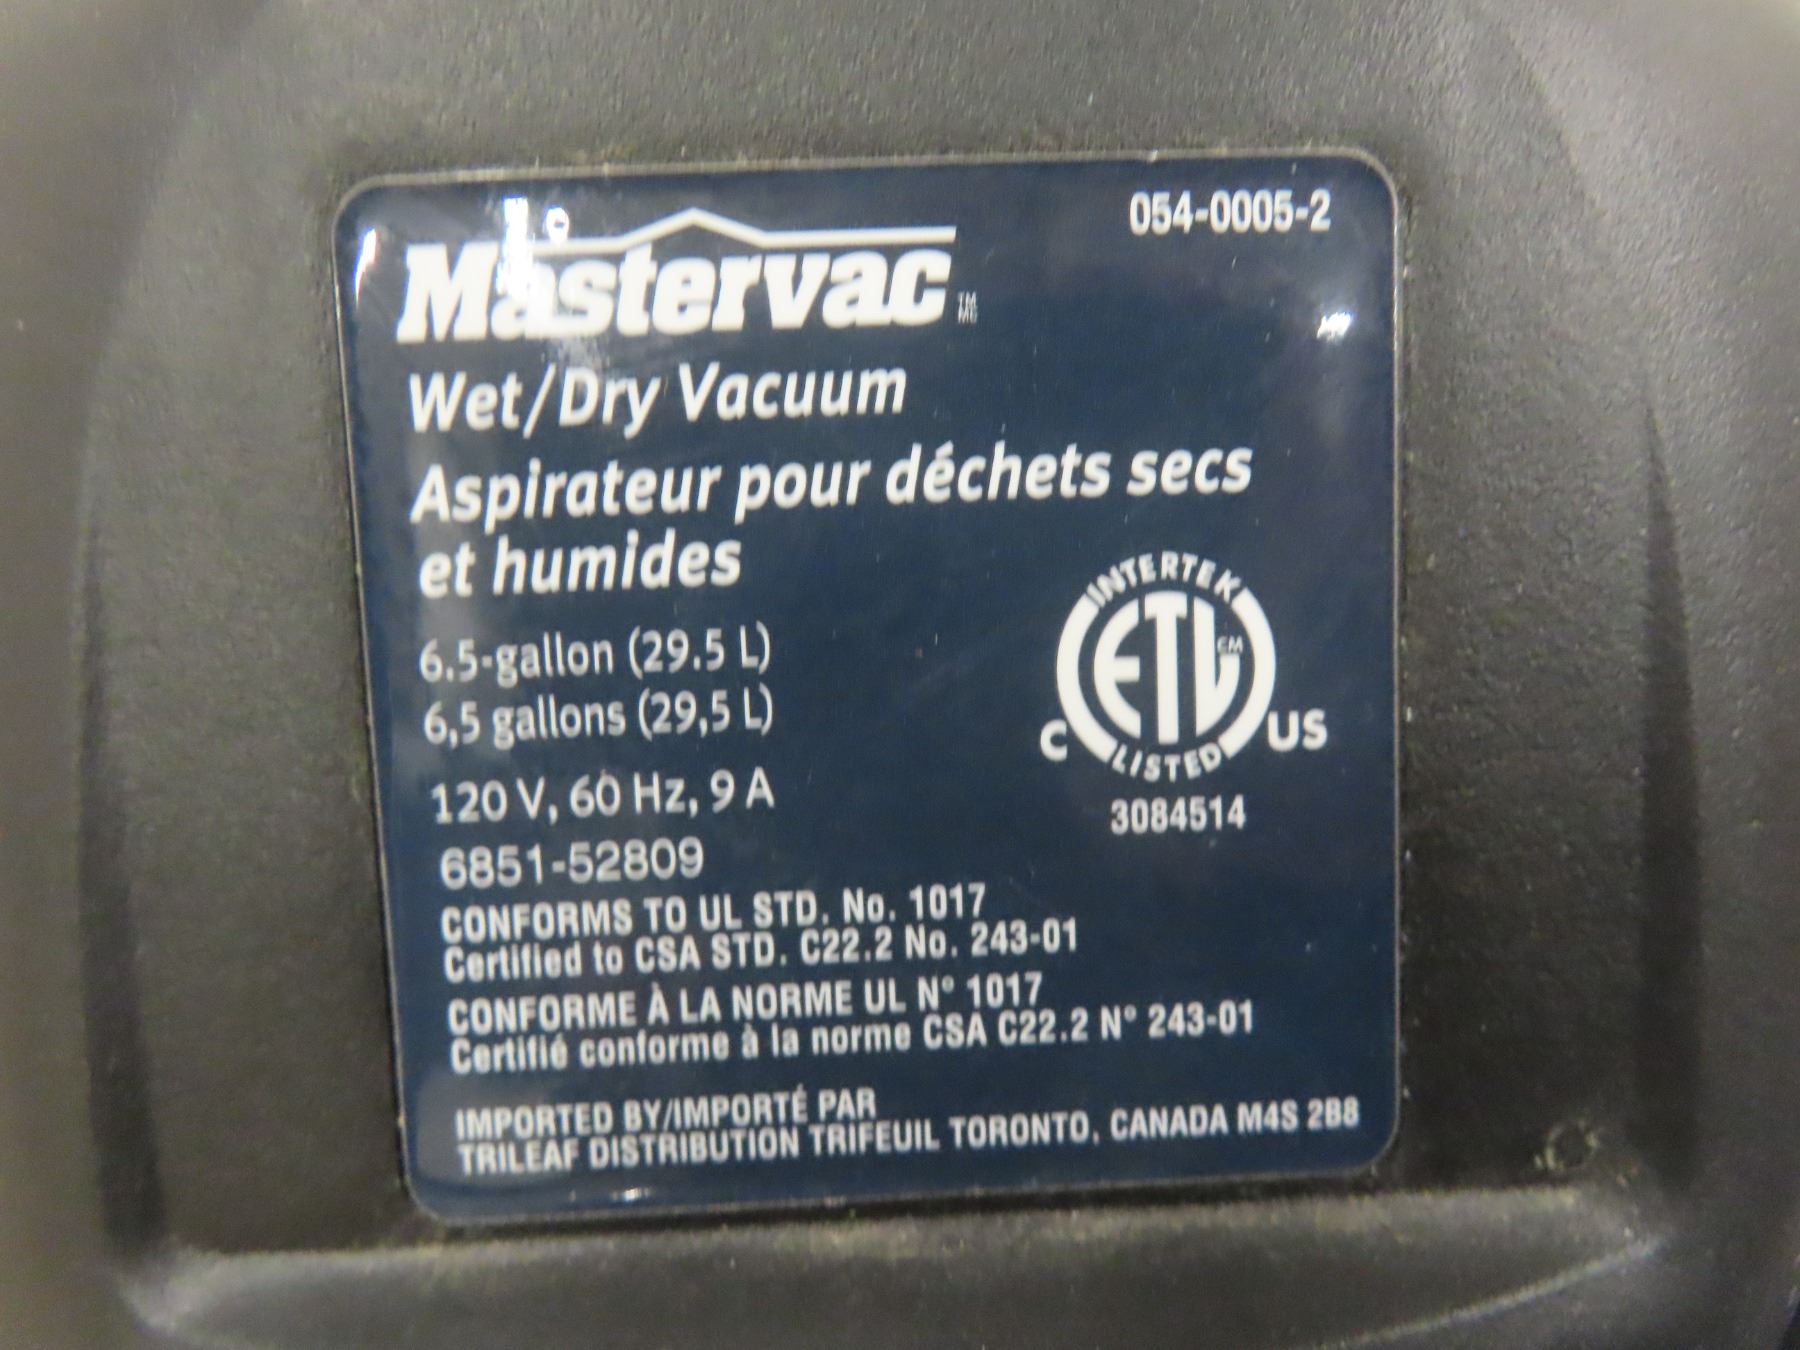 054-0005-2
Mastervac
TM
MC
Wet/Dry Vacuum
Aspirateur pour déchets secs
et humides
6.5-gallon (29.5 L)
6,5 gallons (29,5 L)
120 V, 60 Hz, 9 A
6851-52809
INTERTEK
ETL
CM
LISTED
C
US
3084514
CONFORMS TO UL STD. No. 1017
Certified to CSA STD. C22.2 No. 243-01
CONFORME À LA NORME UL N° 1017
Certifié conforme à la norme CSA C22.2 N° 243-01
IMPORTED BY/IMPORTÉ PAR
TRILEAF DISTRIBUTION TRIFEUIL TORONTO, CANADA M4S 2B8